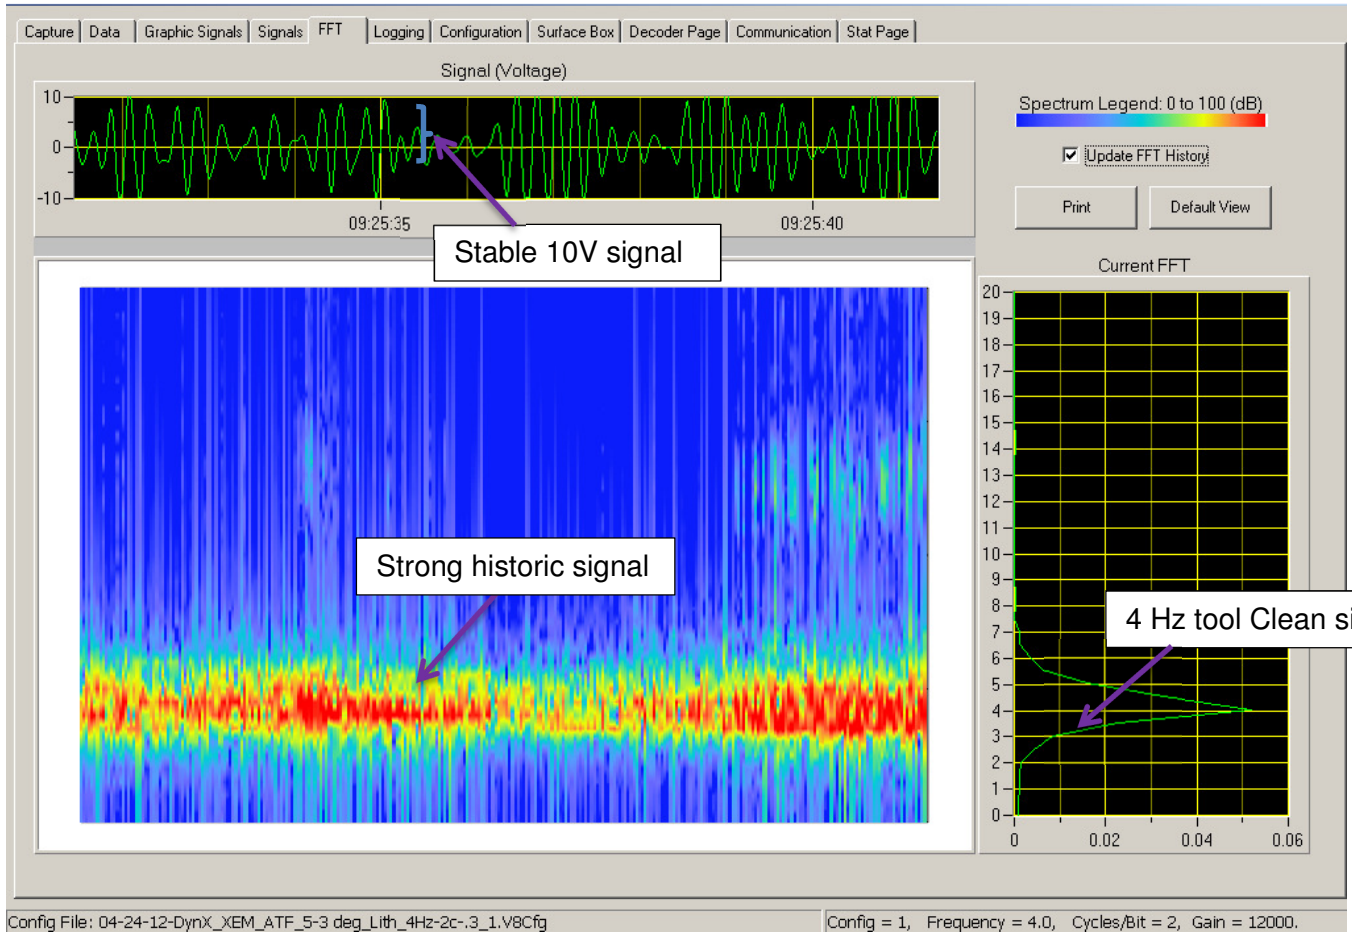 Capture Data Graphic Signals Signals FFT Logging Configuration Surface Box Decoder Page Communication Stat Page
Signal (Voltage)
10
0
-10
09:25:35 09:25:40
Stable 10V signal
Spectrum Legend: 0 to 100 (dB)
Update FFT History
Print Default View
Strong historic signal
Current FFT
20
19
18
17
16
15
14
13
12
11
10
9
8
7
6
5
4
3
2
1
0
0 0.02 0.04 0.06
4 Hz tool Clean si
Config File: 04-24-12-DynX_XEM_ATF_5-3 deg_Lith_4Hz-2c-.3_1.V8Cfg
Config = 1, Frequency = 4.0, Cycles/Bit = 2, Gain = 12000.